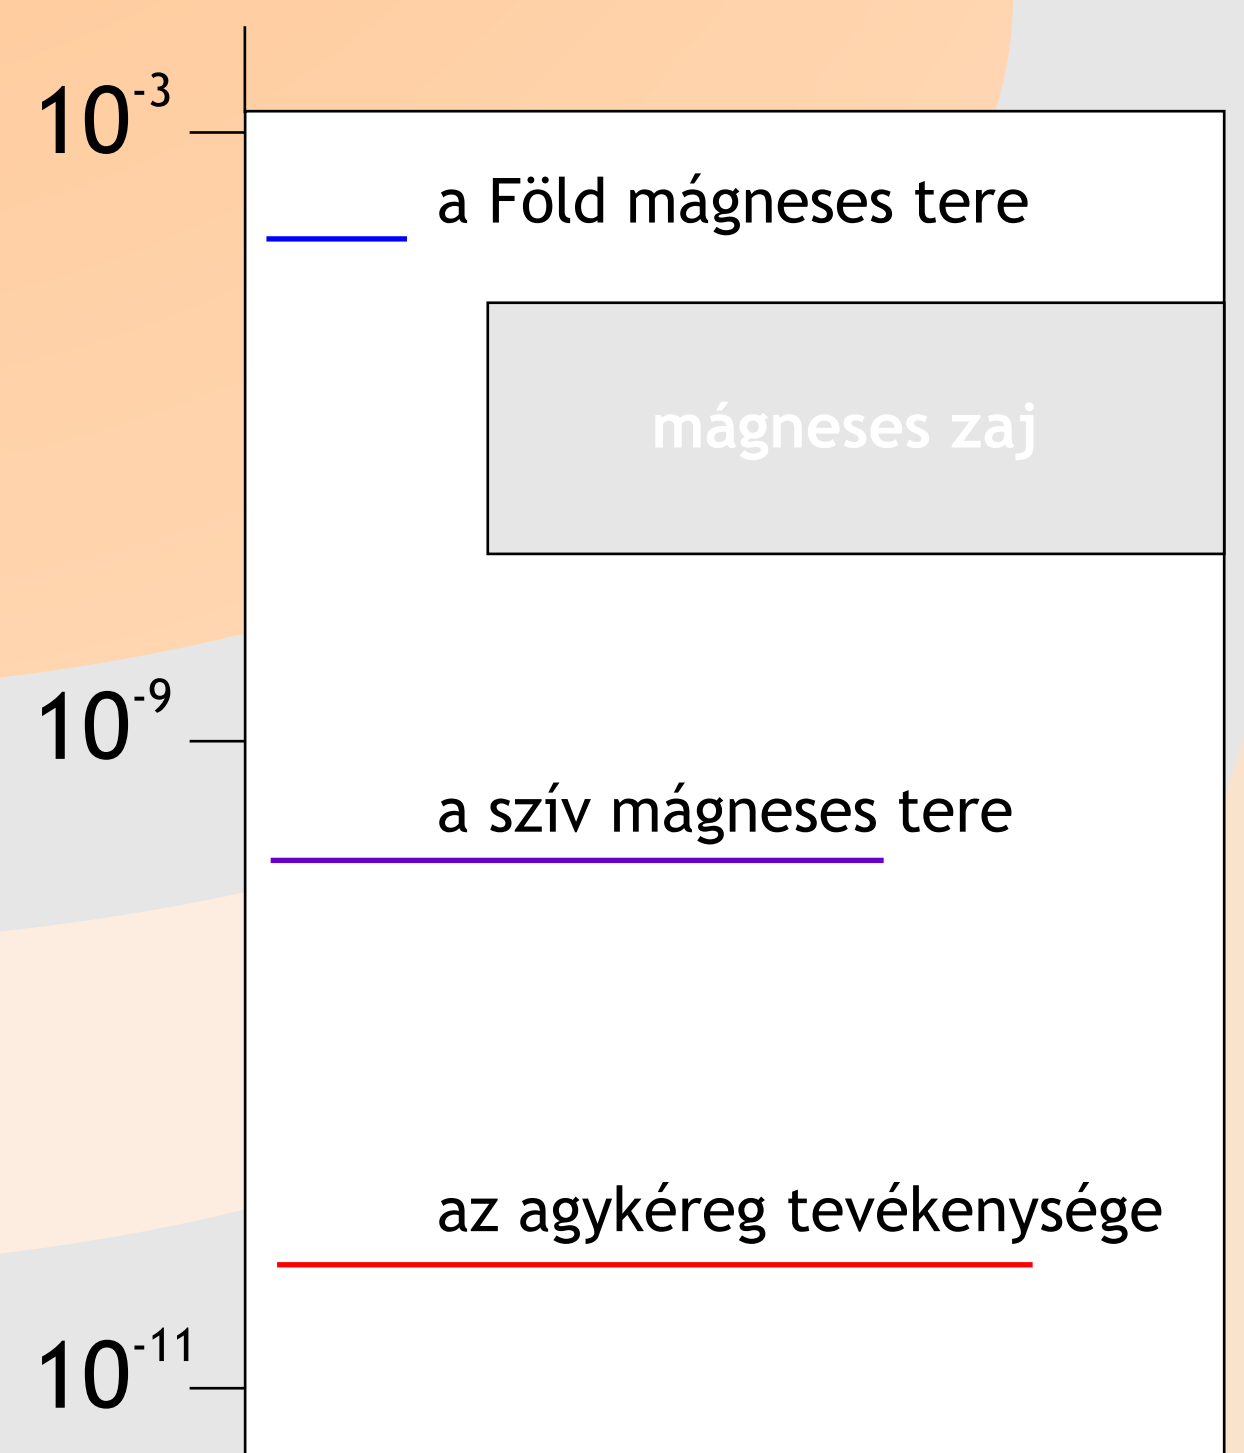 10⁻³
a Föld mágneses tere
mágneses zaj
10⁻⁹
a szív mágneses tere
az agykéreg tevékenysége
10⁻¹¹